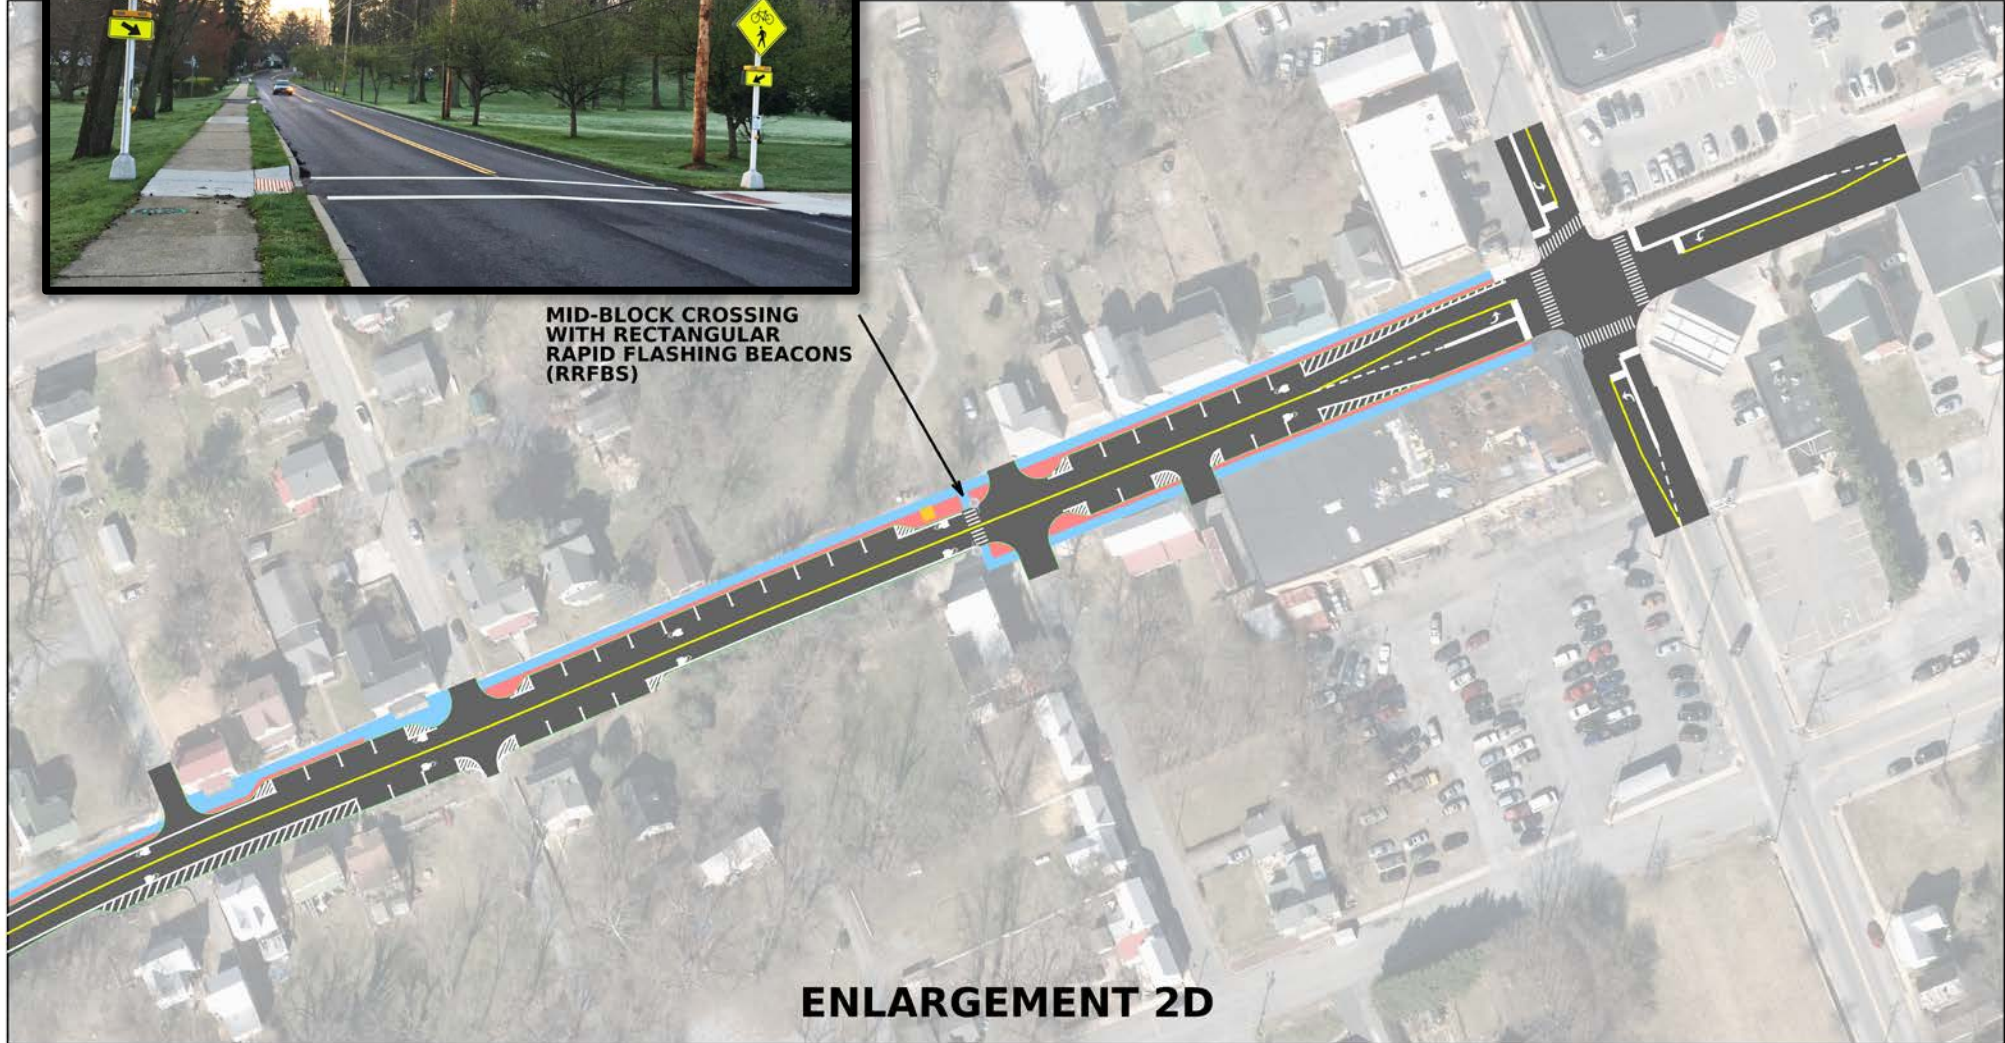 MID-BLOCK CROSSING
WITH RECTANGULAR
RAPID FLASHING BEACONS
(RRFBS)
ENLARGEMENT 2D